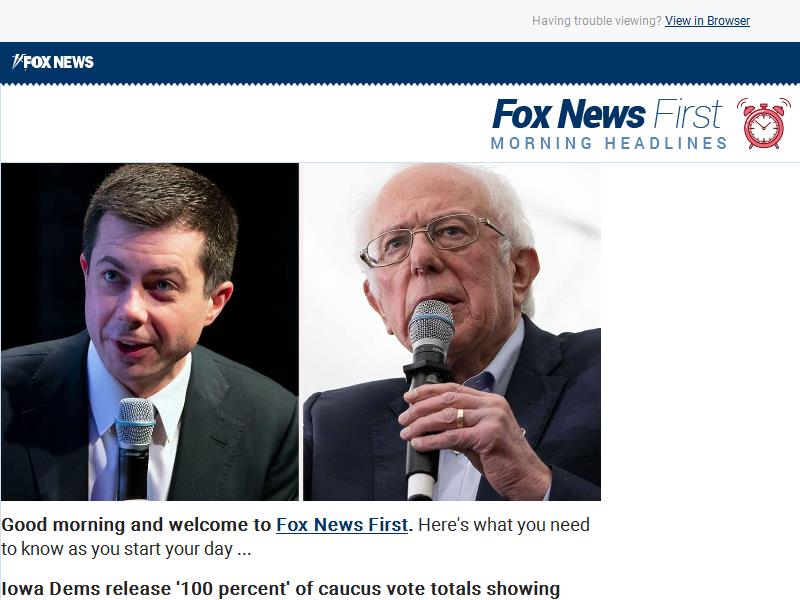 Having trouble viewing? View in Browser
FOX NEWS
Fox News First
MORNING HEADLINES
Good morning and welcome to Fox News First. Here's what you need
to know as you start your day ...
Iowa Dems release '100 percent' of caucus vote totals showing